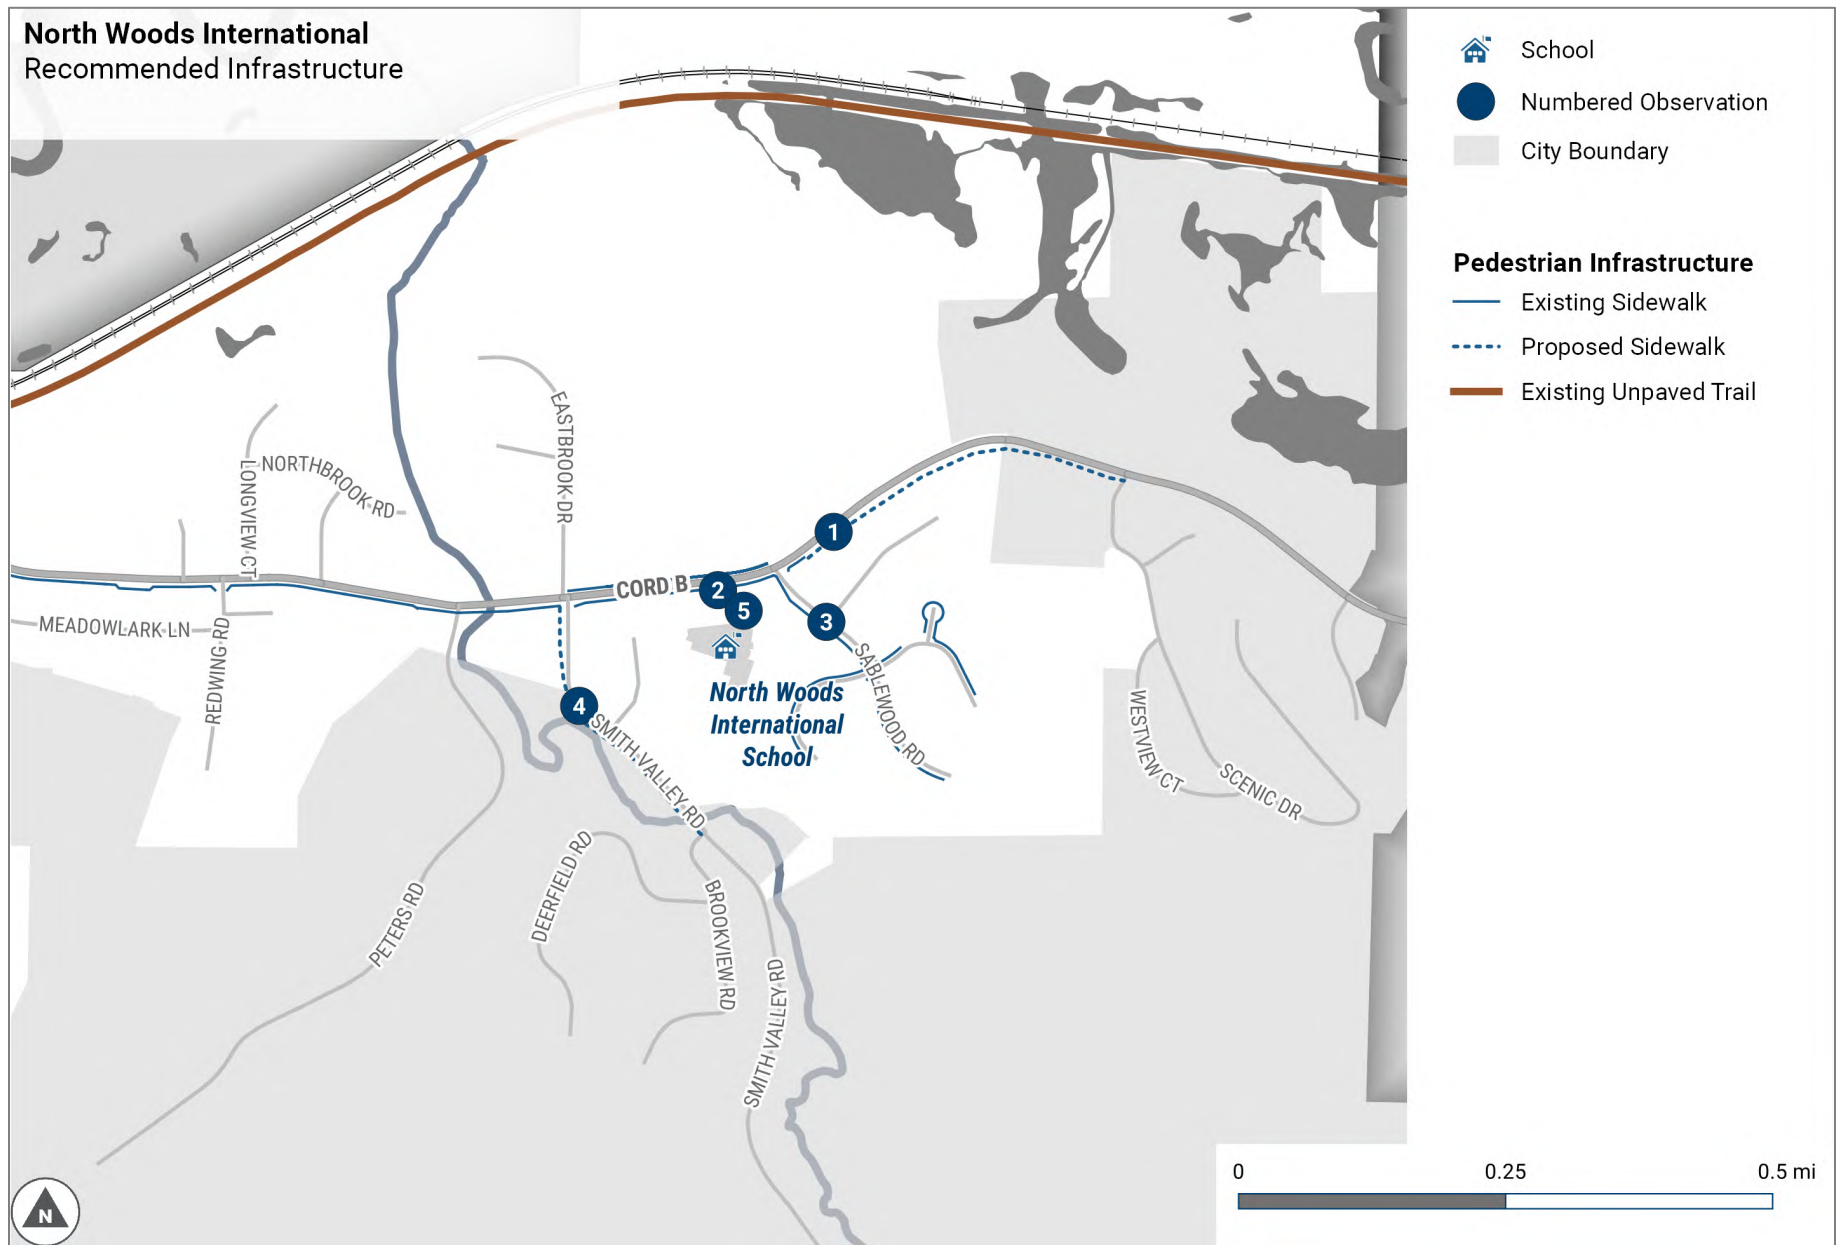 North Woods International
Recommended Infrastructure
School
Numbered Observation
City Boundary
Pedestrian Infrastructure
Existing Sidewalk
Proposed Sidewalk
Existing Unpaved Trail
EASTBROOK DR
LONGVIEW CT
NORTHBROOK RD
1
CORD B
2
5
3
MEADOWLARK LN
REDWING RD
SABLEWOOD RD
4
SMITH VALLEY RD
North Woods
International
School
WESTVIEW CT
SCENIC DR
DEERFIELD RD
BROOKVIEW RD
PETERS RD
SMITH VALLEY RD
N
0
0.25
0.5 mi